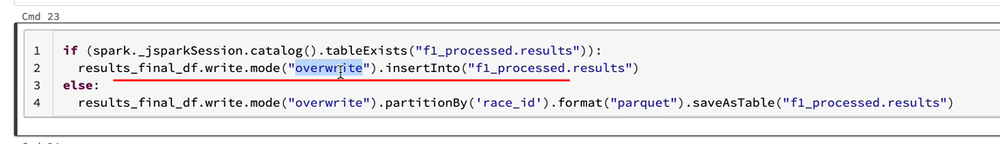 Cmd 23
1 if (spark._jsparkSession.catalog().tableExists("f1_processed.results")):
2 results_final_df.write.mode("overwrite").insertInto("f1_processed.results")
3 else:
4 results_final_df.write.mode("overwrite").partitionBy('race_id').format("parquet").saveAsTable("f1_processed.results")